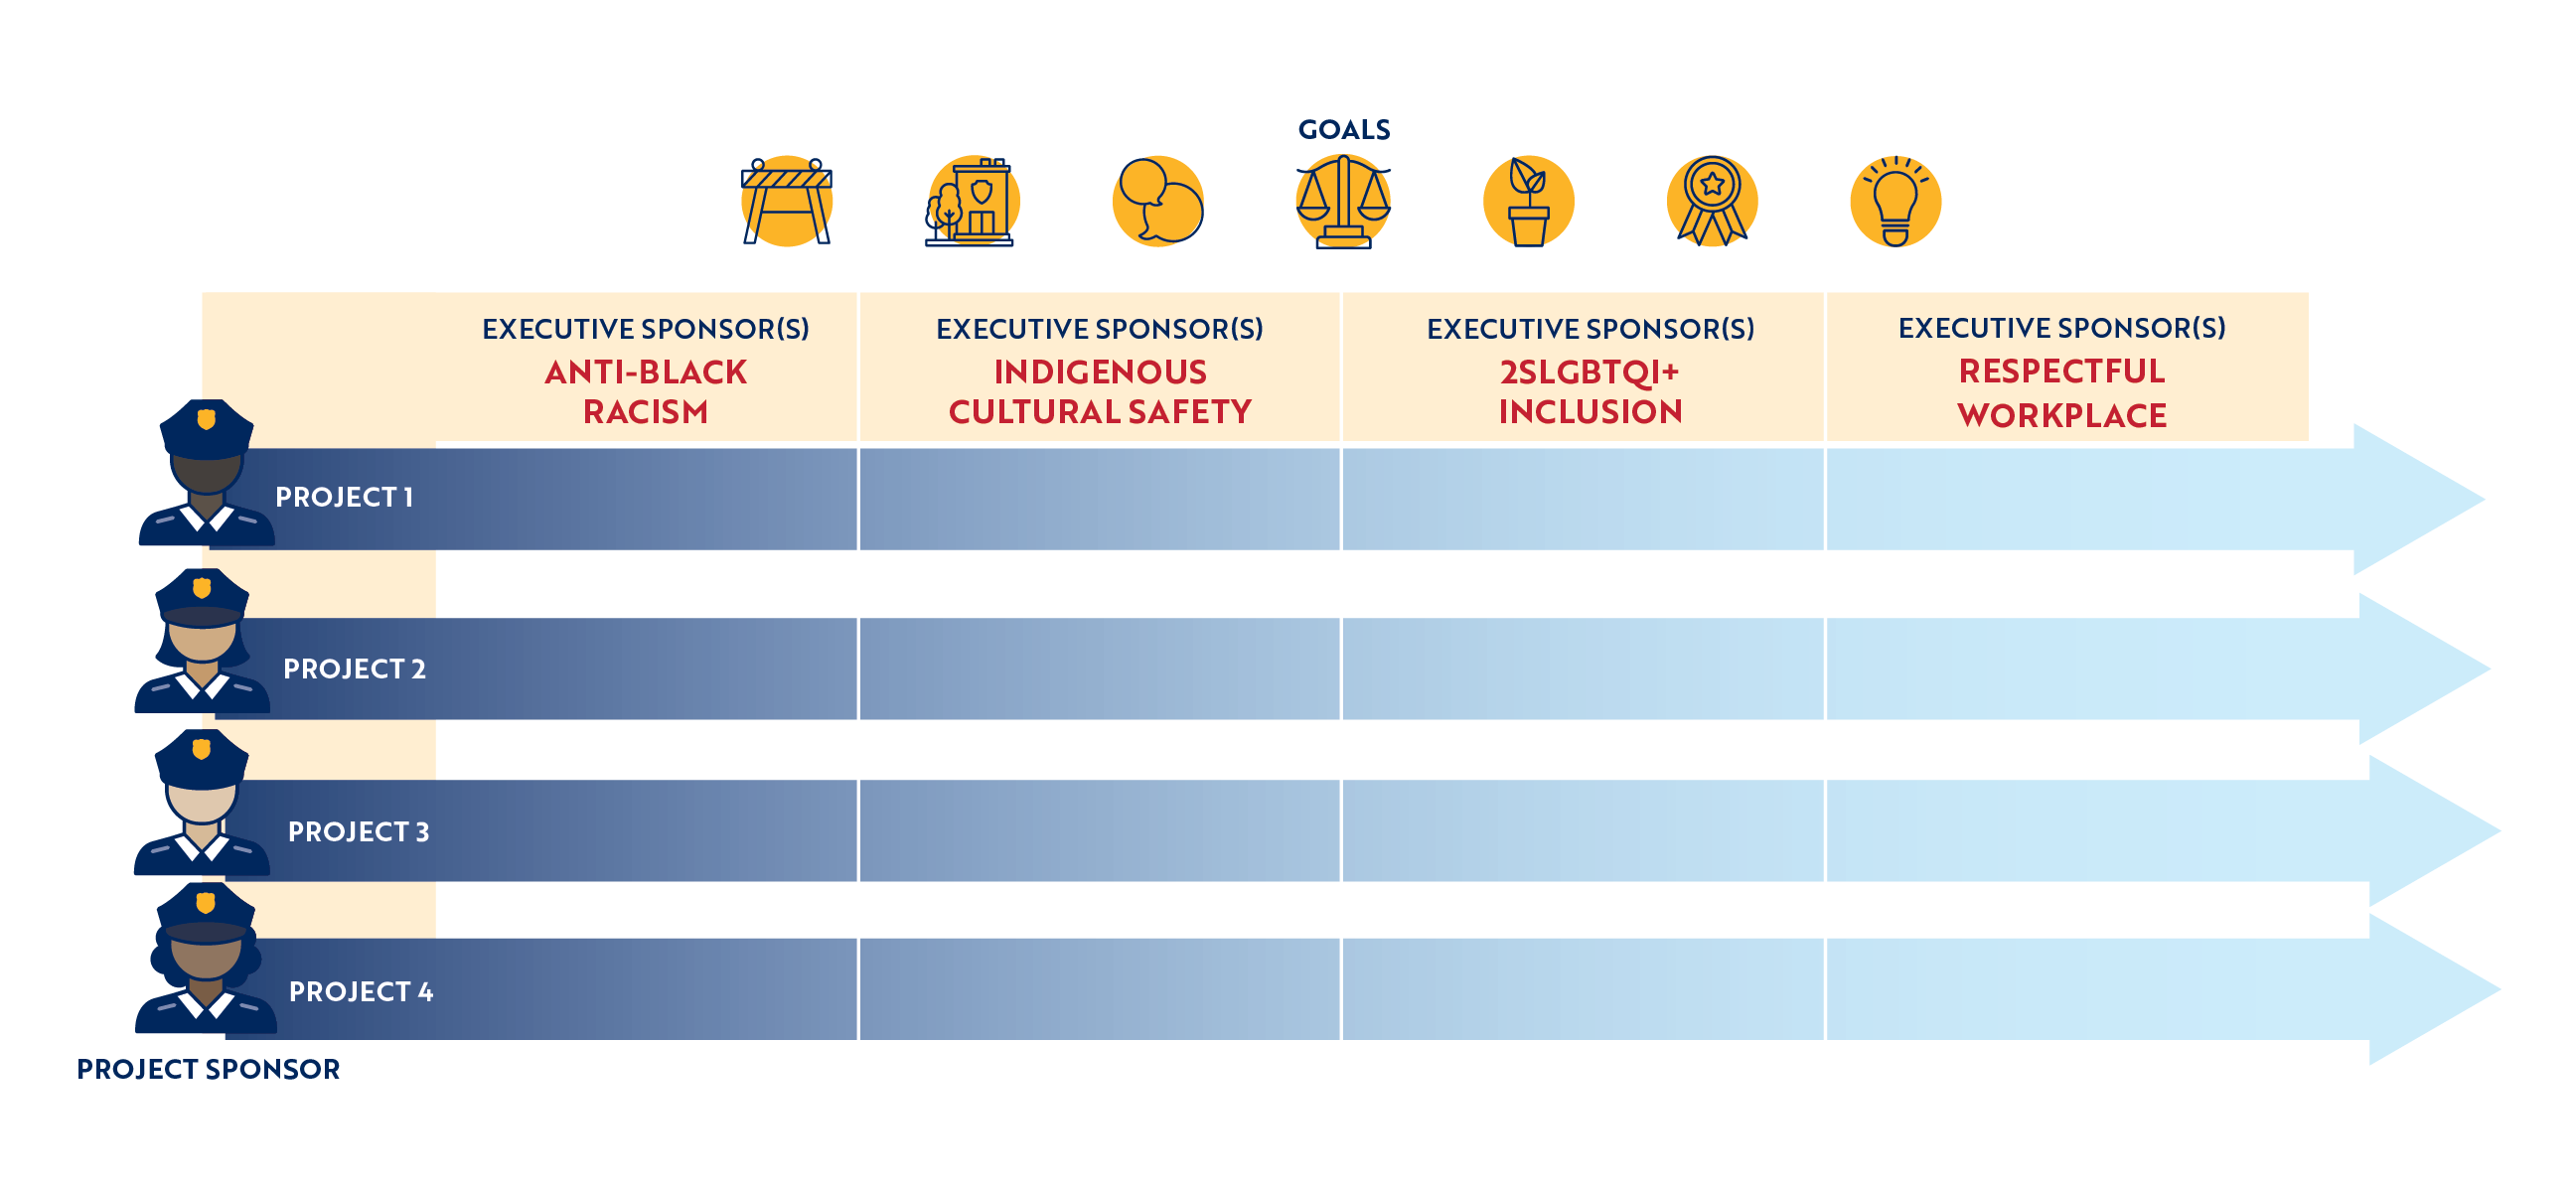 GOALS
EXECUTIVE SPONSOR(S)
ANTI-BLACK
RACISM
EXECUTIVE SPONSOR(S)
INDIGENOUS
CULTURAL SAFETY
EXECUTIVE SPONSOR(S)
2SLGBTQI+
INCLUSION
EXECUTIVE SPONSOR(S)
RESPECTFUL
WORKPLACE
PROJECT 1
PROJECT 2
PROJECT 3
PROJECT 4
PROJECT SPONSOR